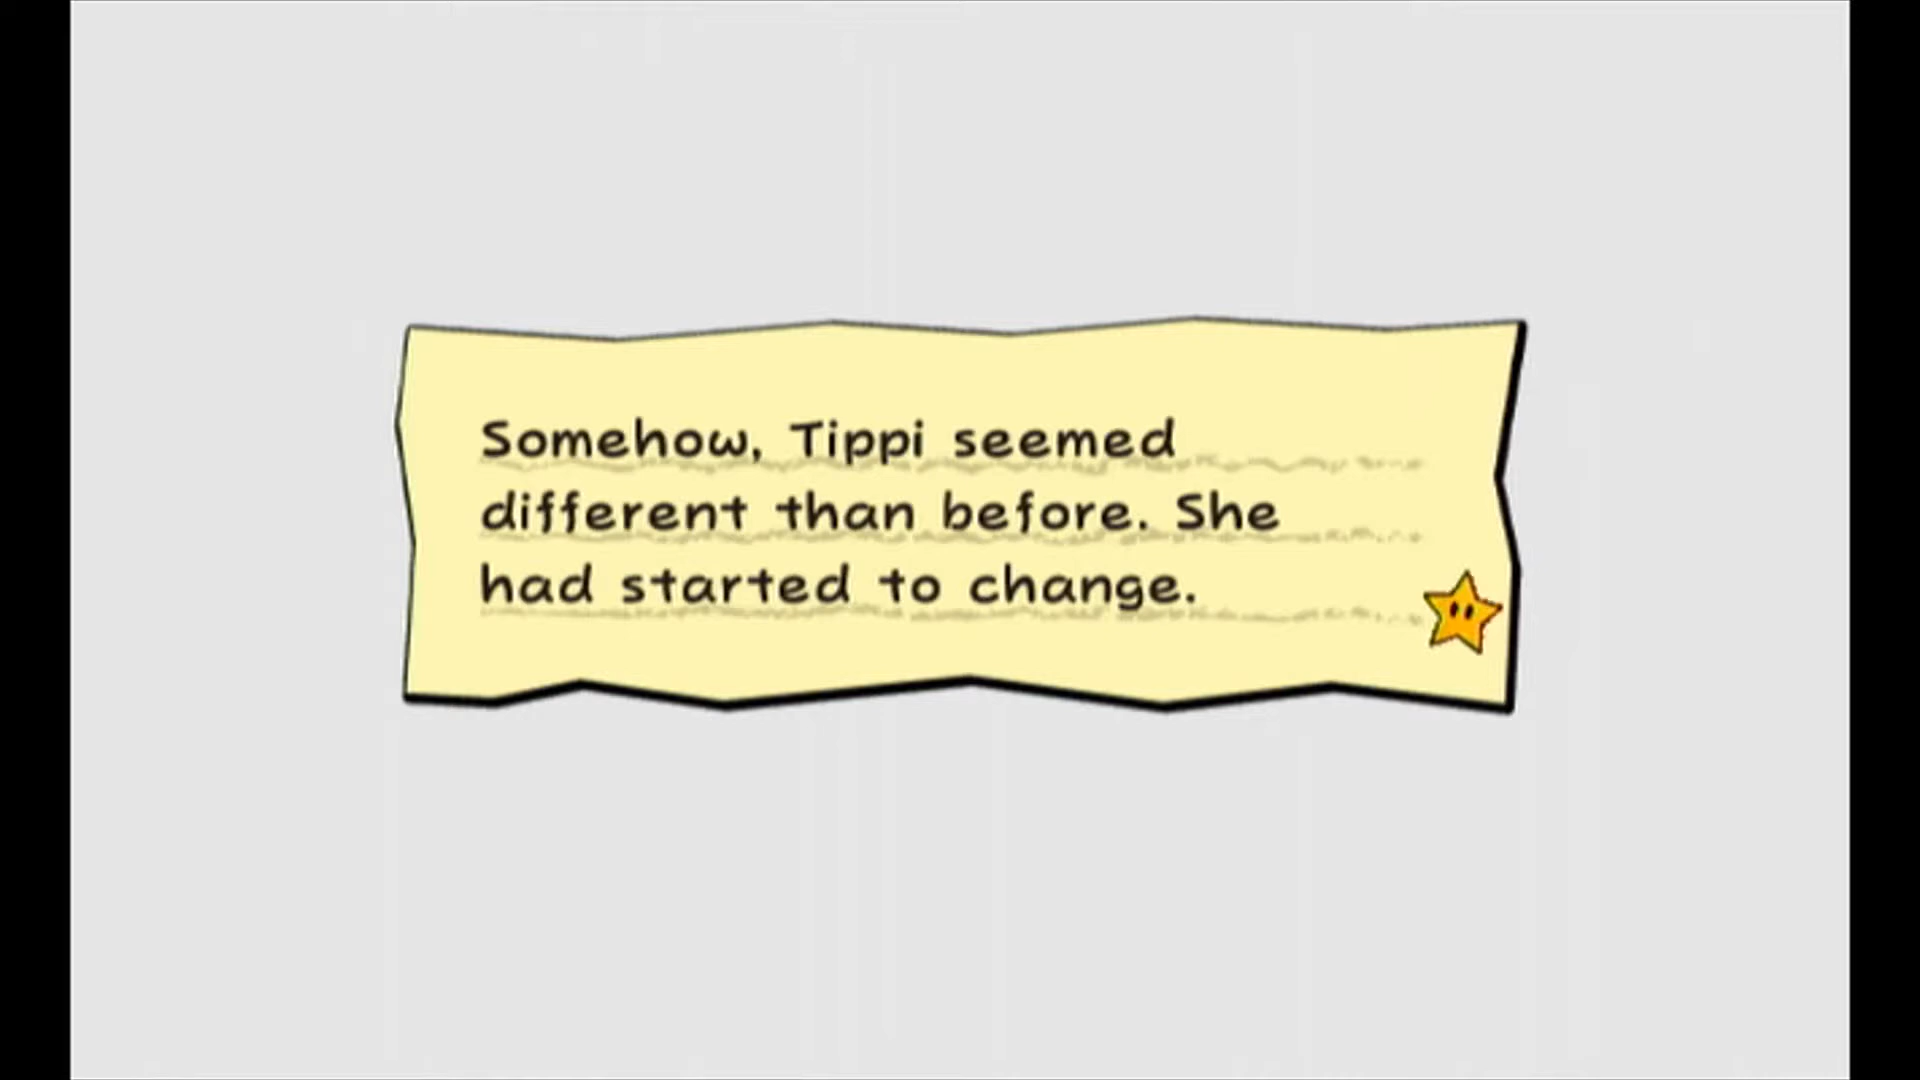 Somehow, Tippi seemed
different than before. She
had started to change.